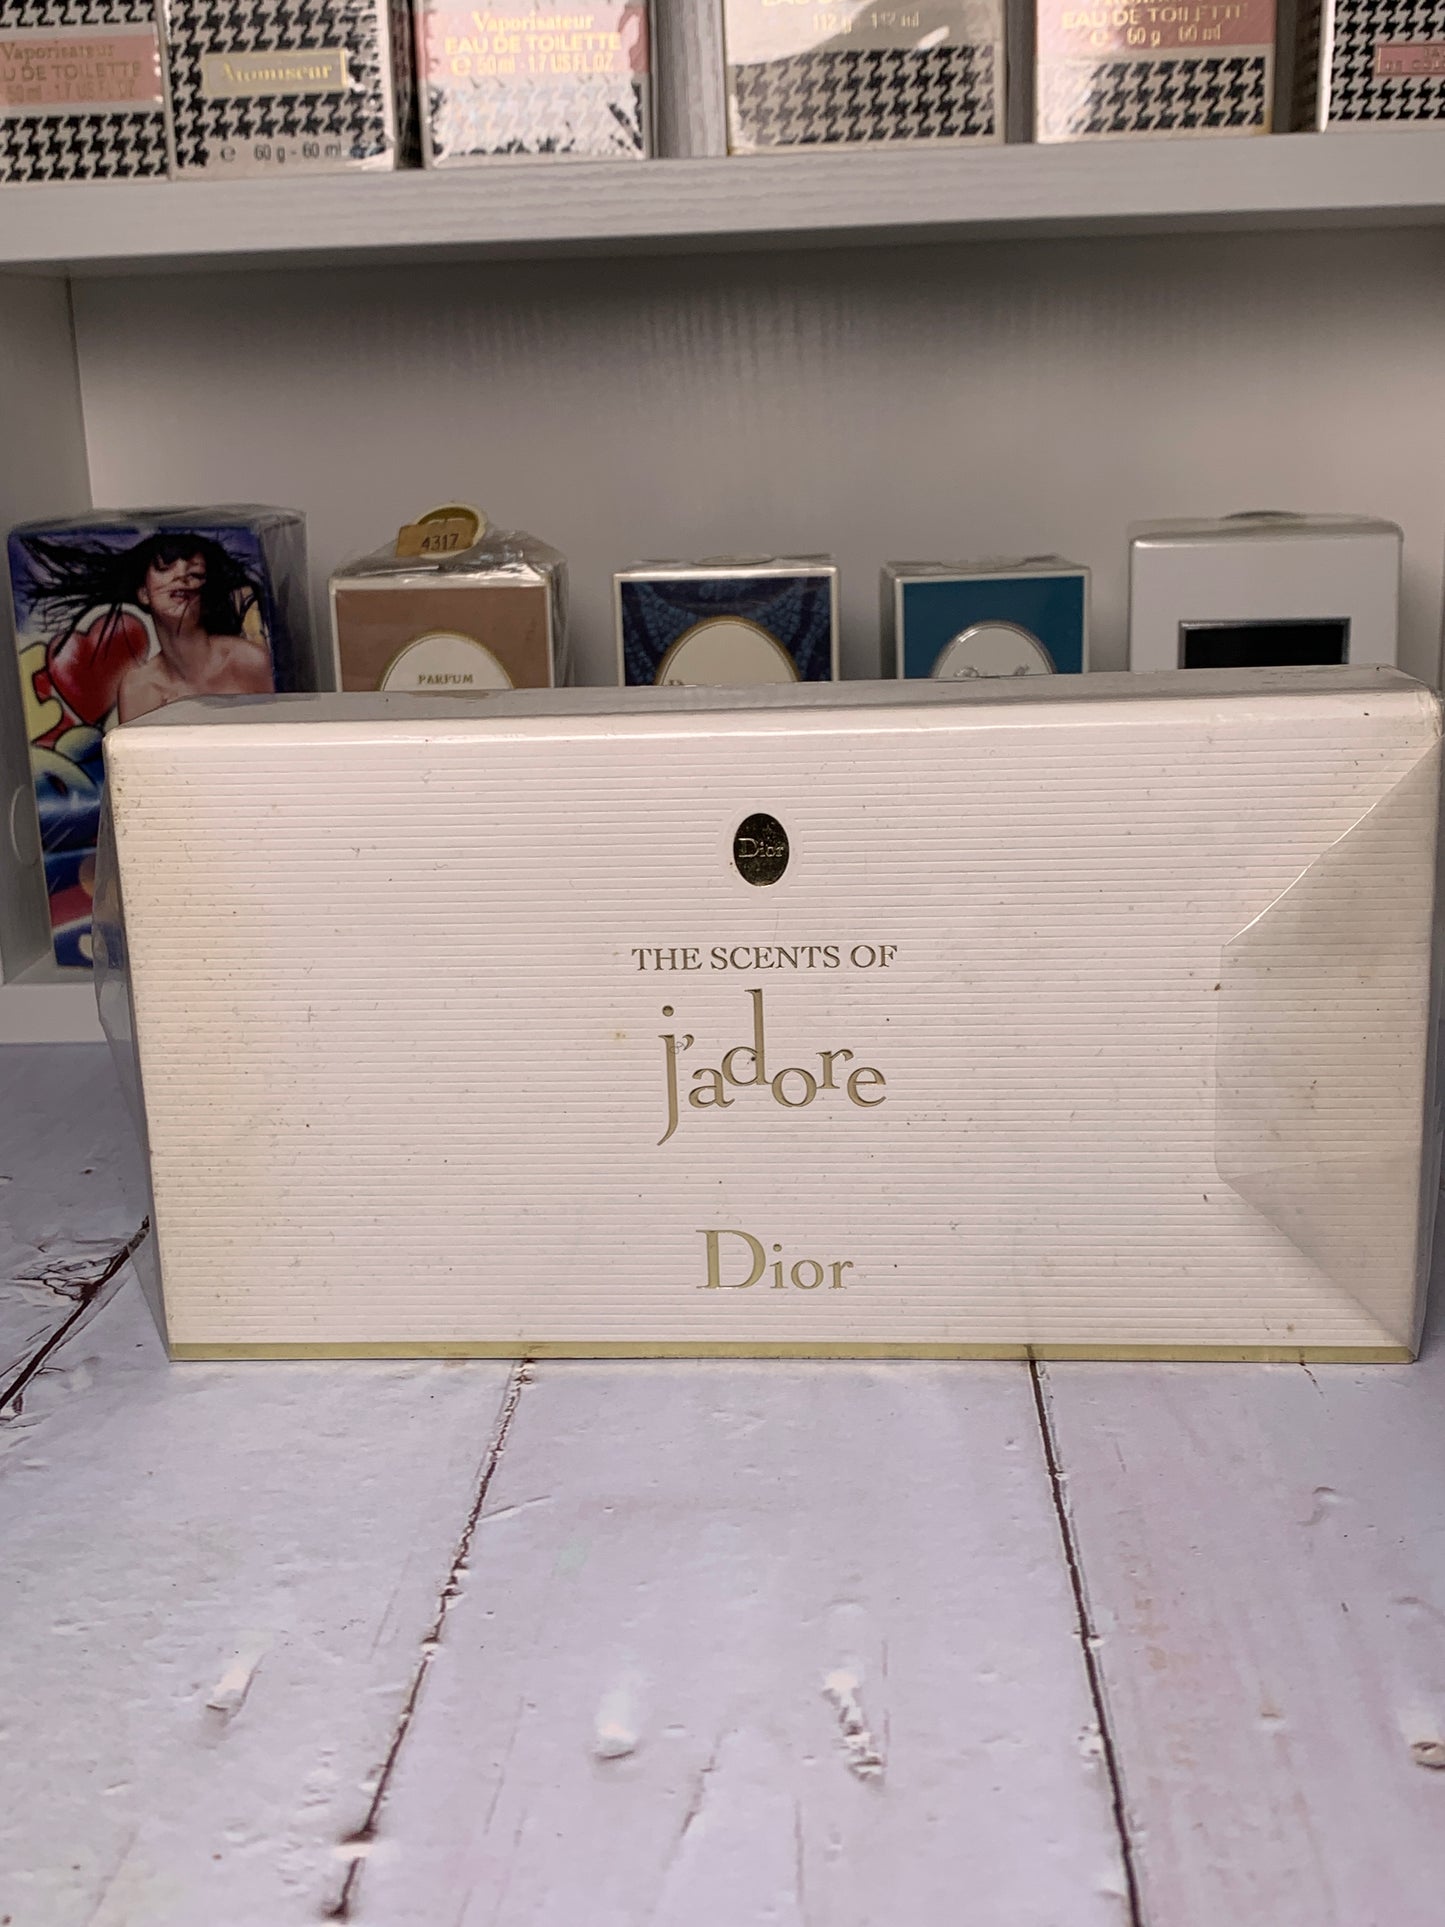 Vaporisateur
U DE TOILETTE
50 ml - 1.7 US FL.OZ
Atomiseur
e 60 g - 60 ml
Vaporisateur
EAU DE TOILETTE
e 50 ml - 1.7 US FL.OZ
112 g - 142 ml
EAU DE TOILETTE
e 60 g 60 ml
4317
PARFUM
Dior
THE SCENTS OF
j'adore
Dior